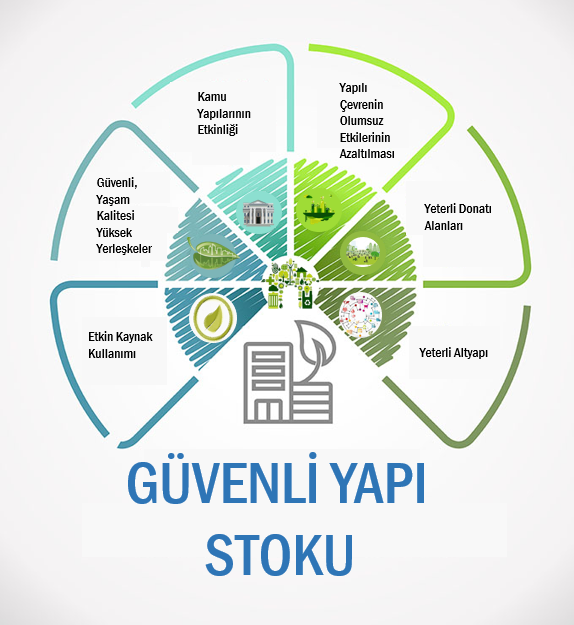 Kamu
Yapılarının
Etkinliği
Yapılı
Çevrenin
Olumsuz
Etkilerinin
Azaltılması
Güvenli,
Yaşam
Kalitesi
Yüksek
Yerleşkeler
Yeterli Donatı
Alanları
Etkin Kaynak
Kullanımı
Yeterli Altyapı
GÜVENLİ YAPI
STOKU